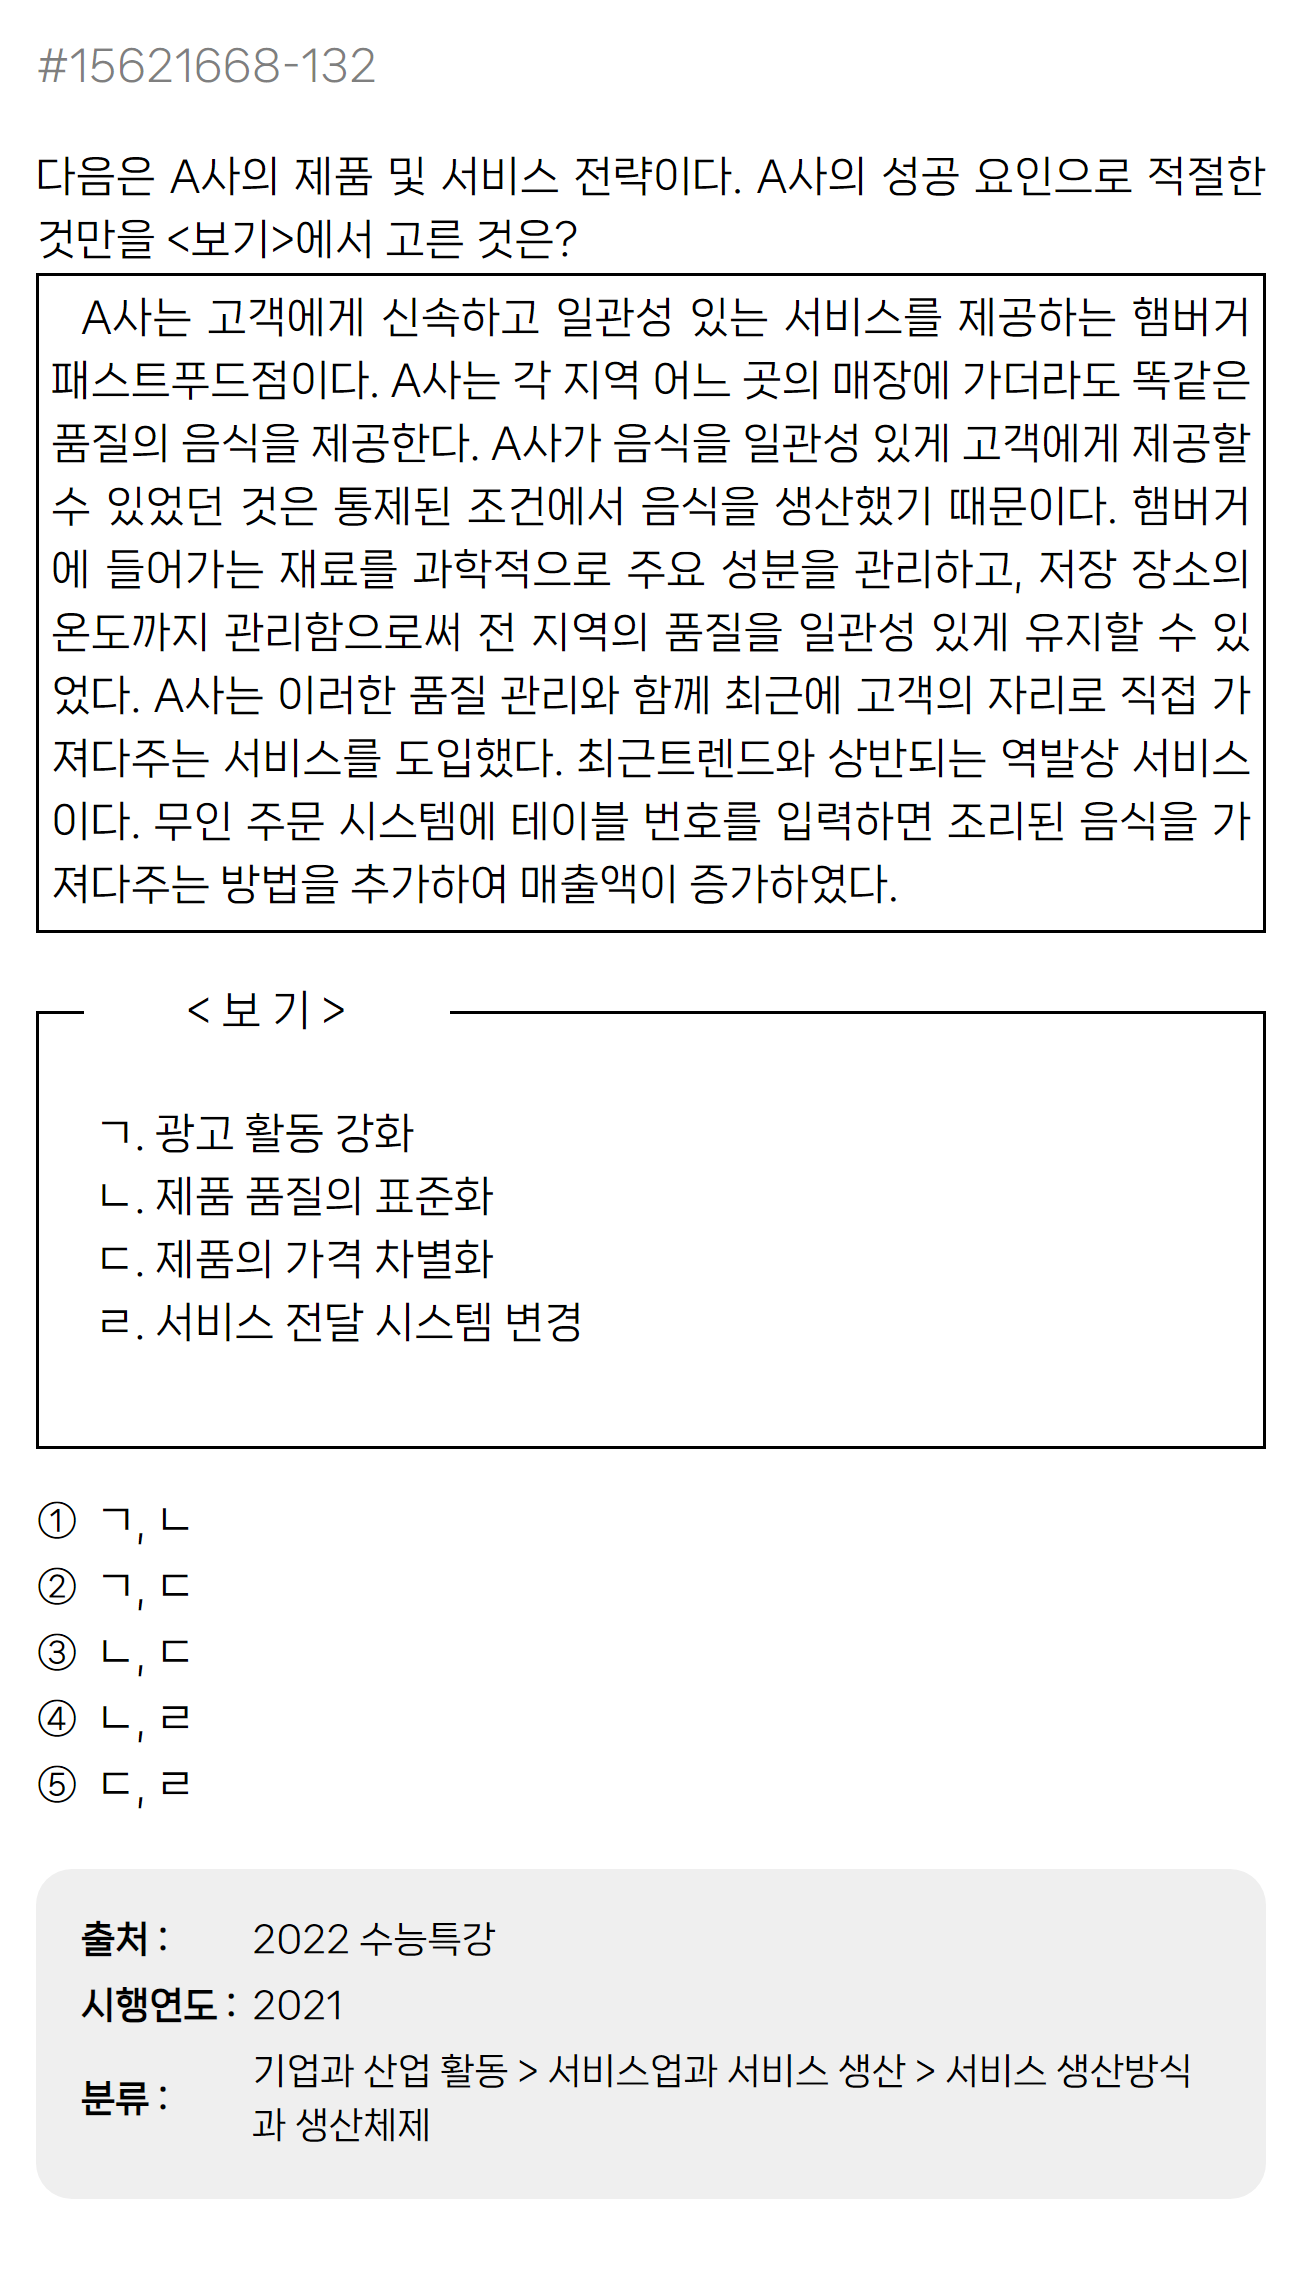 #15621668-132
다음은 A사의 제품 및 서비스 전략이다. A사의 성공 요인으로 적절한
것만을 <보기>에서 고른 것은?
A사는 고객에게 신속하고 일관성 있는 서비스를 제공하는 햄버거
패스트푸드점이다. A사는 각 지역 어느 곳의 매장에 가더라도 똑같은
품질의 음식을 제공한다. A사가 음식을 일관성 있게 고객에게 제공할
수 있었던 것은 통제된 조건에서 음식을 생산했기 때문이다. 햄버거
에 들어가는 재료를 과학적으로 주요 성분을 관리하고, 저장 장소의
온도까지 관리함으로써 전 지역의 품질을 일관성 있게 유지할 수 있
었다. A사는 이러한 품질 관리와 함께 최근에 고객의 자리로 직접 가
져다주는 서비스를 도입했다. 최근트렌드와 상반되는 역발상 서비스
이다. 무인 주문 시스템에 테이블 번호를 입력하면 조리된 음식을 가
져다주는 방법을 추가하여 매출액이 증가하였다.
< 보 기 >
ㄱ. 광고 활동 강화
ㄴ. 제품 품질의 표준화
ㄷ. 제품의 가격 차별화
ㄹ. 서비스 전달 시스템 변경
① ㄱ, ㄴ
② ㄱ, ㄷ
③ ㄴ, ㄷ
④ ㄴ, ㄹ
⑤ ㄷ, ㄹ
출처 : 2022 수능특강
시행연도 : 2021
분류 : 기업과 산업 활동 > 서비스업과 서비스 생산 > 서비스 생산방식
과 생산체제